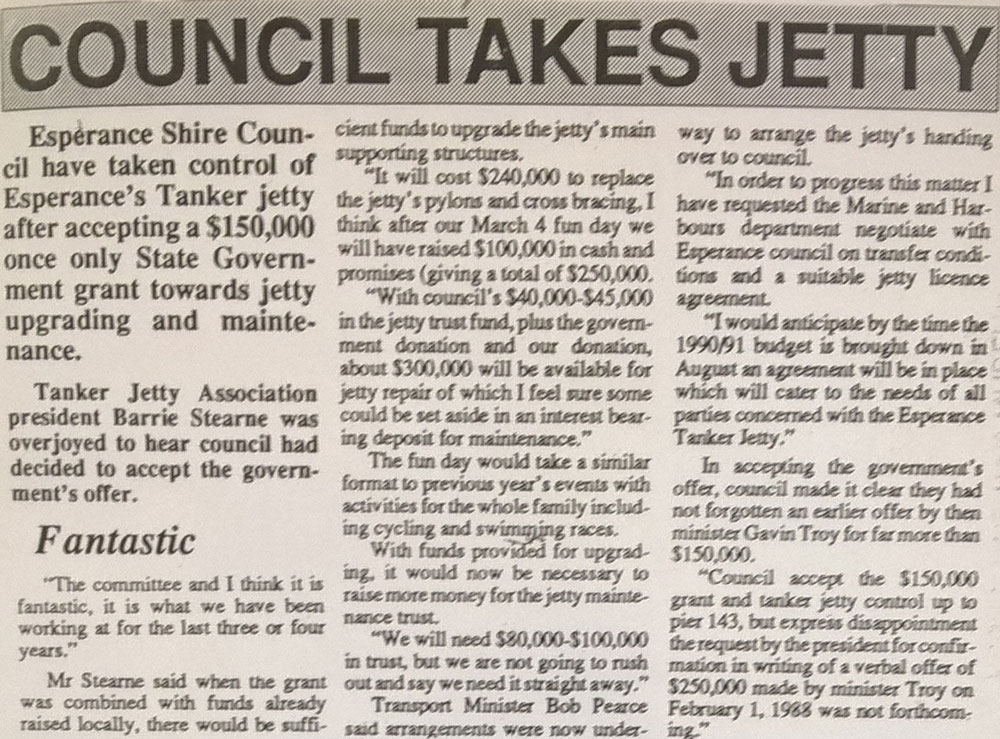 COUNCIL TAKES JETTY
Esperance Shire Coun-
cil have taken control of
Esperance's Tanker jetty
after accepting a $150,000
once only State Govern-
ment grant towards jetty
upgrading and mainte-
nance.
Tanker Jetty Association
president Barrie Stearne was
overjoyed to hear council had
decided to accept the govern-
ment's offer.
Fantastic
"The committee and I think it is
fantastic, it is what we have been
working at for the last three or four
years."
Mr Stearne said when the grant
was combined with funds already
raised locally, there would be suffi-
cient funds to upgrade the jetty's main
supporting structures.
"It will cost $240,000 to replace
the jetty's pylons and cross bracing, I
think after our March 4 fun day we
will have raised $100,000 in cash and
promises (giving a total of $250,000.
"With council's $40,000-$45,000
in the jetty trust fund, plus the govern-
ment donation and our donation,
about $300,000 will be available for
jetty repair of which I feel sure some
could be set aside in an interest bear-
ing deposit for maintenance."
The fun day would take a similar
format to previous year's events with
activities for the whole family includ-
ing cycling and swimming races.
With funds provided for upgrad-
ing, it would now be necessary to
raise more money for the jetty mainte-
nance trust.
"We will need $80,000-$100,000
in trust, but we are not going to rush
out and say we need it straight away."
Transport Minister Bob Pearce
said arrangements were now under-
way to arrange the jetty's handing
over to council.
"In order to progress this matter I
have requested the Marine and Har-
bours department negotiate with
Esperance council on transfer condi-
tions and a suitable jetty licence
agreement.
"I would anticipate by the time the
1990/91 budget is brought down in
August an agreement will be in place
which will cater to the needs of all
parties concerned with the Esperance
Tanker Jetty."
In accepting the government's
offer, council made it clear they had
not forgotten an earlier offer by then
minister Gavin Troy for far more than
$150,000.
"Council accept the $150,000
grant and tanker jetty control up to
pier 143, but express disappointment
the request by the president for confir-
mation in writing of a verbal offer of
$250,000 made by minister Troy on
February 1, 1988 was not forthcom-
ing."